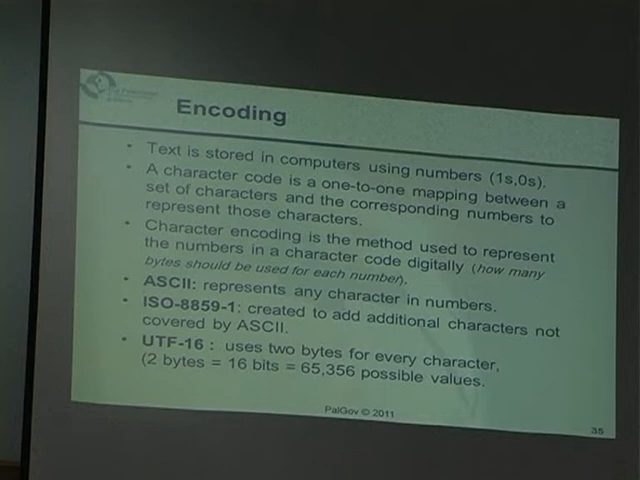 Encoding
• Text is stored in computers using numbers (1s,0s).
• A character code is a one-to-one mapping between a
set of characters and the corresponding numbers to
represent those characters.
• Character encoding is the method used to represent
the numbers in a character code digitally (how many
bytes should be used for each number).
• ASCII: represents any character in numbers.
• ISO-8859-1: created to add additional characters not
covered by ASCII.
• UTF-16 : uses two bytes for every character,
(2 bytes = 16 bits = 65,356 possible values.
PalGov © 2011
35